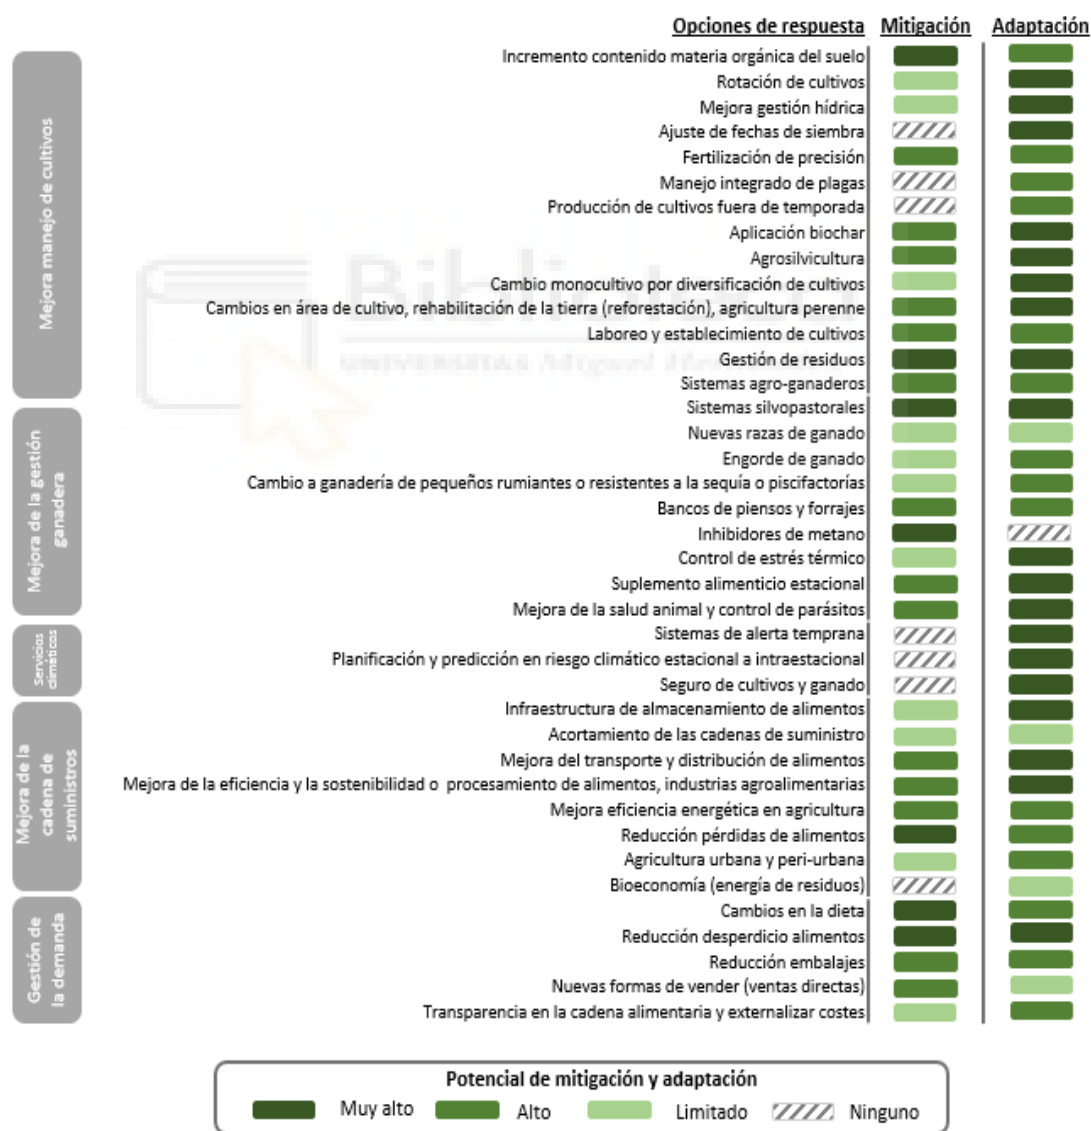 Opciones de respuesta Mitigación Adaptación
Mejora manejo de cultivos
Incremento contenido materia orgánica del suelo
Rotación de cultivos
Mejora gestión hídrica
Ajuste de fechas de siembra
Fertilización de precisión
Manejo integrado de plagas
Producción de cultivos fuera de temporada
Aplicación biochar
Agrosilvicultura
Cambio monocultivo por diversificación de cultivos
Cambios en área de cultivo, rehabilitación de la tierra (reforestación), agricultura perenne
Laboreo y establecimiento de cultivos
Gestión de residuos
Sistemas agro-ganaderos
Mejora de la gestión
ganadera
Sistemas silvopastorales
Nuevas razas de ganado
Engorde de ganado
Cambio a ganadería de pequeños rumiantes o resistentes a la sequía o piscifactorías
Bancos de piensos y forrajes
Inhibidores de metano
Control de estrés térmico
Suplemento alimenticio estacional
Mejora de la salud animal y control de parásitos
Servicios
climáticos
Sistemas de alerta temprana
Planificación y predicción en riesgo climático estacional a intraestacional
Seguro de cultivos y ganado
Mejora de la
cadena de
suministros
Infraestructura de almacenamiento de alimentos
Acortamiento de las cadenas de suministro
Mejora del transporte y distribución de alimentos
Mejora de la eficiencia y la sostenibilidad o procesamiento de alimentos, industrias agroalimentarias
Mejora eficiencia energética en agricultura
Reducción pérdidas de alimentos
Agricultura urbana y peri-urbana
Bioeconomía (energía de residuos)
Gestión de
la demanda
Cambios en la dieta
Reducción desperdicio alimentos
Reducción embalajes
Nuevas formas de vender (ventas directas)
Transparencia en la cadena alimentaria y externalizar costes
Potencial de mitigación y adaptación
Muy alto Alto Limitado Ninguno
Biblioteca
UNIVERSITAS Miguel Hernández